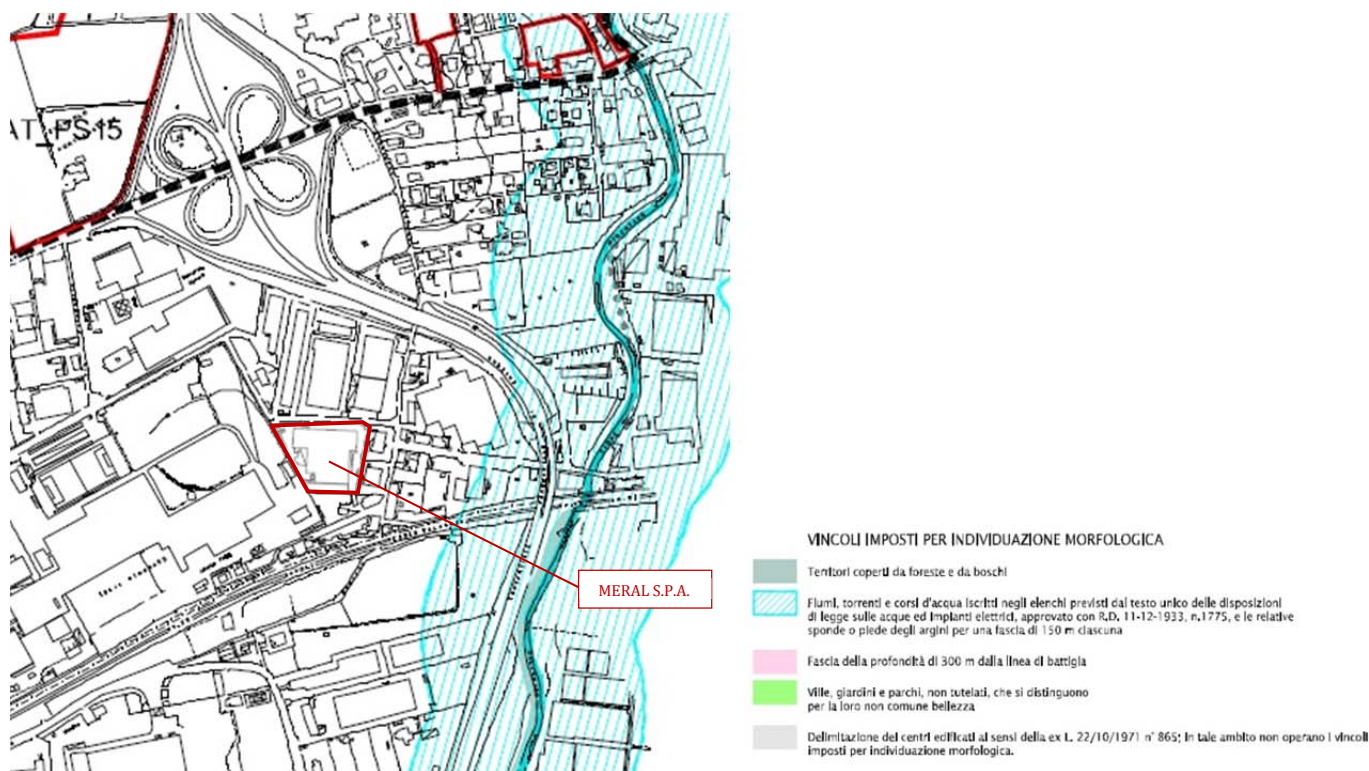 AT_PS15
MERAL S.P.A.
VINCOLI IMPOSTI PER INDIVIDUAZIONE MORFOLOGICA
Territori coperti da foreste e da boschi
Fiumi, torrenti e corsi d'acqua iscritti negli elenchi previsti dal testo unico delle disposizioni
di legge sulle acque ed impianti elettrici, approvato con R.D. 11-12-1933, n.1775, e le relative
sponde o piede degli argini per una fascia di 150 m ciascuna
Fascia della profondità di 300 m dalla linea di battigia
Ville, giardini e parchi, non tutelati, che si distinguono
per la loro non comune bellezza
Delimitazione dei centri edificati ai sensi della ex L. 22/10/1971 n° 865; in tale ambito non operano i vincoli
imposti per individuazione morfologica.